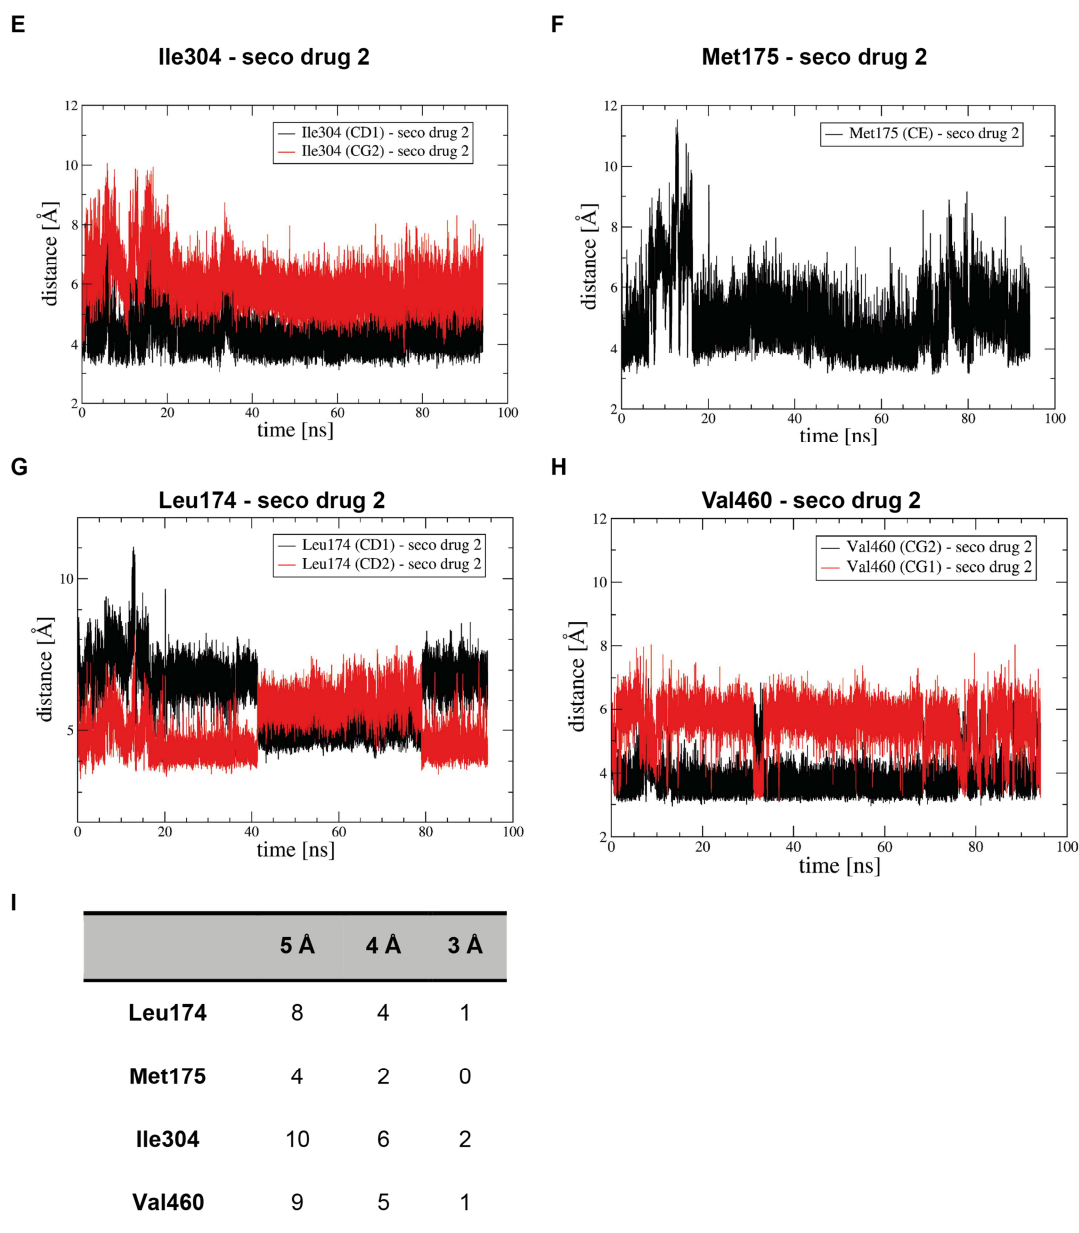 E
Ile304 - seco drug 2
12
10
8
6
4
2
0
20
40
60
80
100
distance [Å]
time [ns]
Ile304 (CD1) - seco drug 2
Ile304 (CG2) - seco drug 2
F
Met175 - seco drug 2
12
10
8
6
4
2
0
20
40
60
80
100
distance [Å]
time [ns]
Met175 (CE) - seco drug 2
G
Leu174 - seco drug 2
10
5
0
20
40
60
80
100
distance [Å]
time [ns]
Leu174 (CD1) - seco drug 2
Leu174 (CD2) - seco drug 2
H
Val460 - seco drug 2
12
10
8
6
4
2
0
20
40
60
80
100
distance [Å]
time [ns]
Val460 (CG2) - seco drug 2
Val460 (CG1) - seco drug 2
I
5 Å 4 Å 3 Å
Leu174 8 4 1
Met175 4 2 0
Ile304 10 6 2
Val460 9 5 1